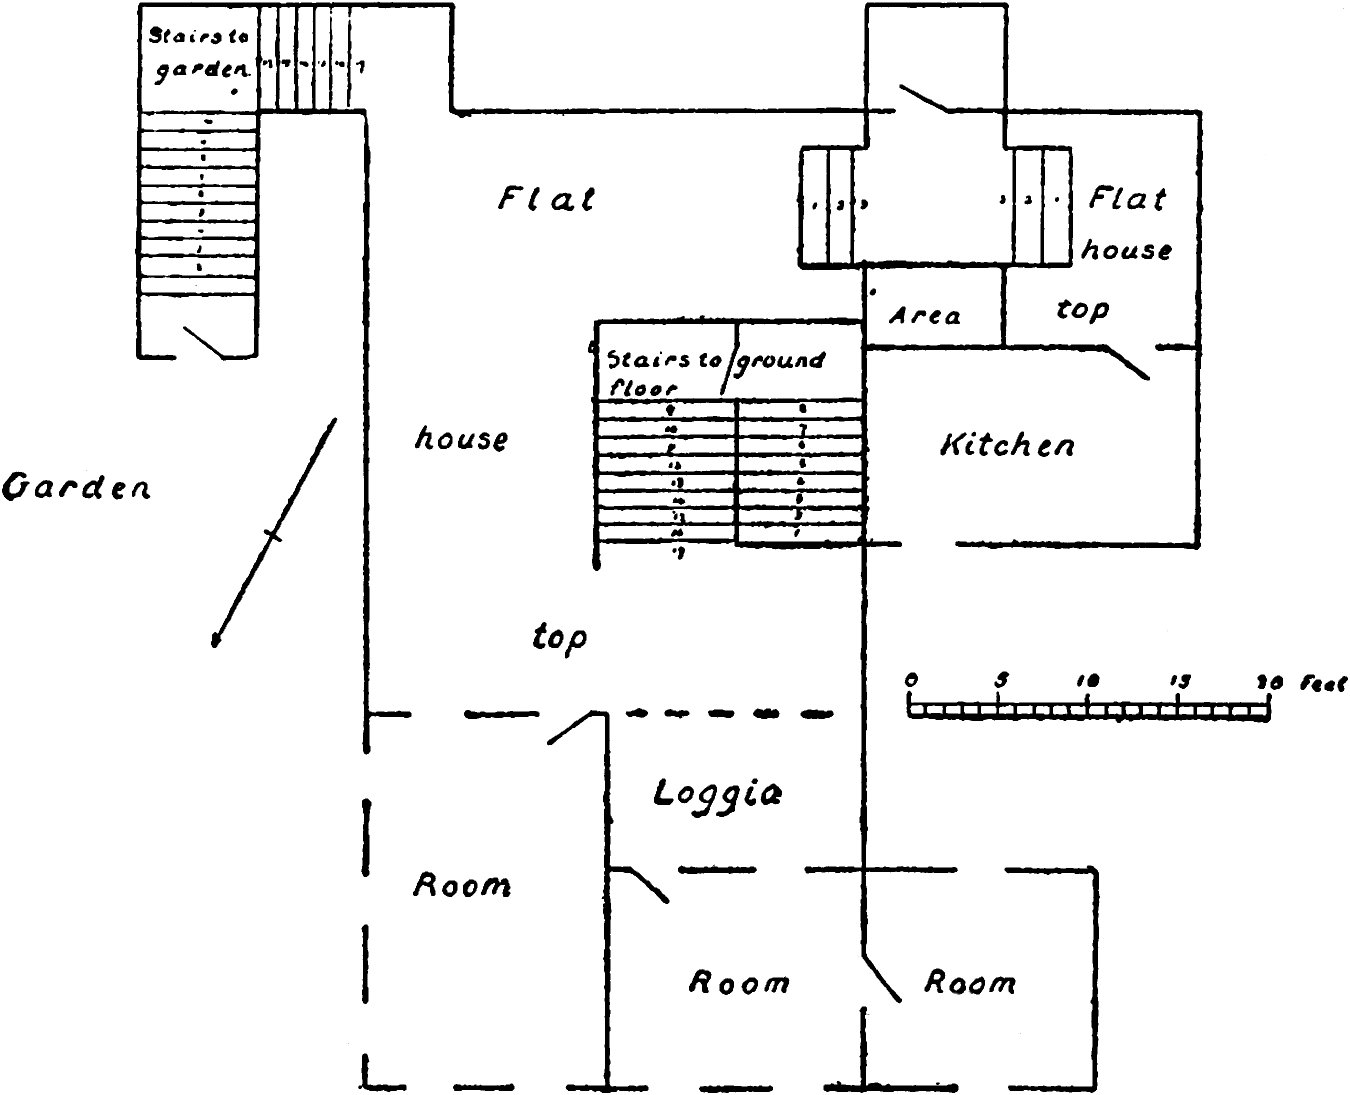 Stairs to
garden
Flat
Flat
house
Area
top
Stairs to ground
floor
house
Kitchen
Garden
top
0 5 10 15 20 Feet
Loggia
Room
Room
Room